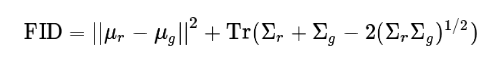 FID = ||μ_r − μ_g||² + Tr(Σ_r + Σ_g − 2(Σ_rΣ_g)^{1/2})